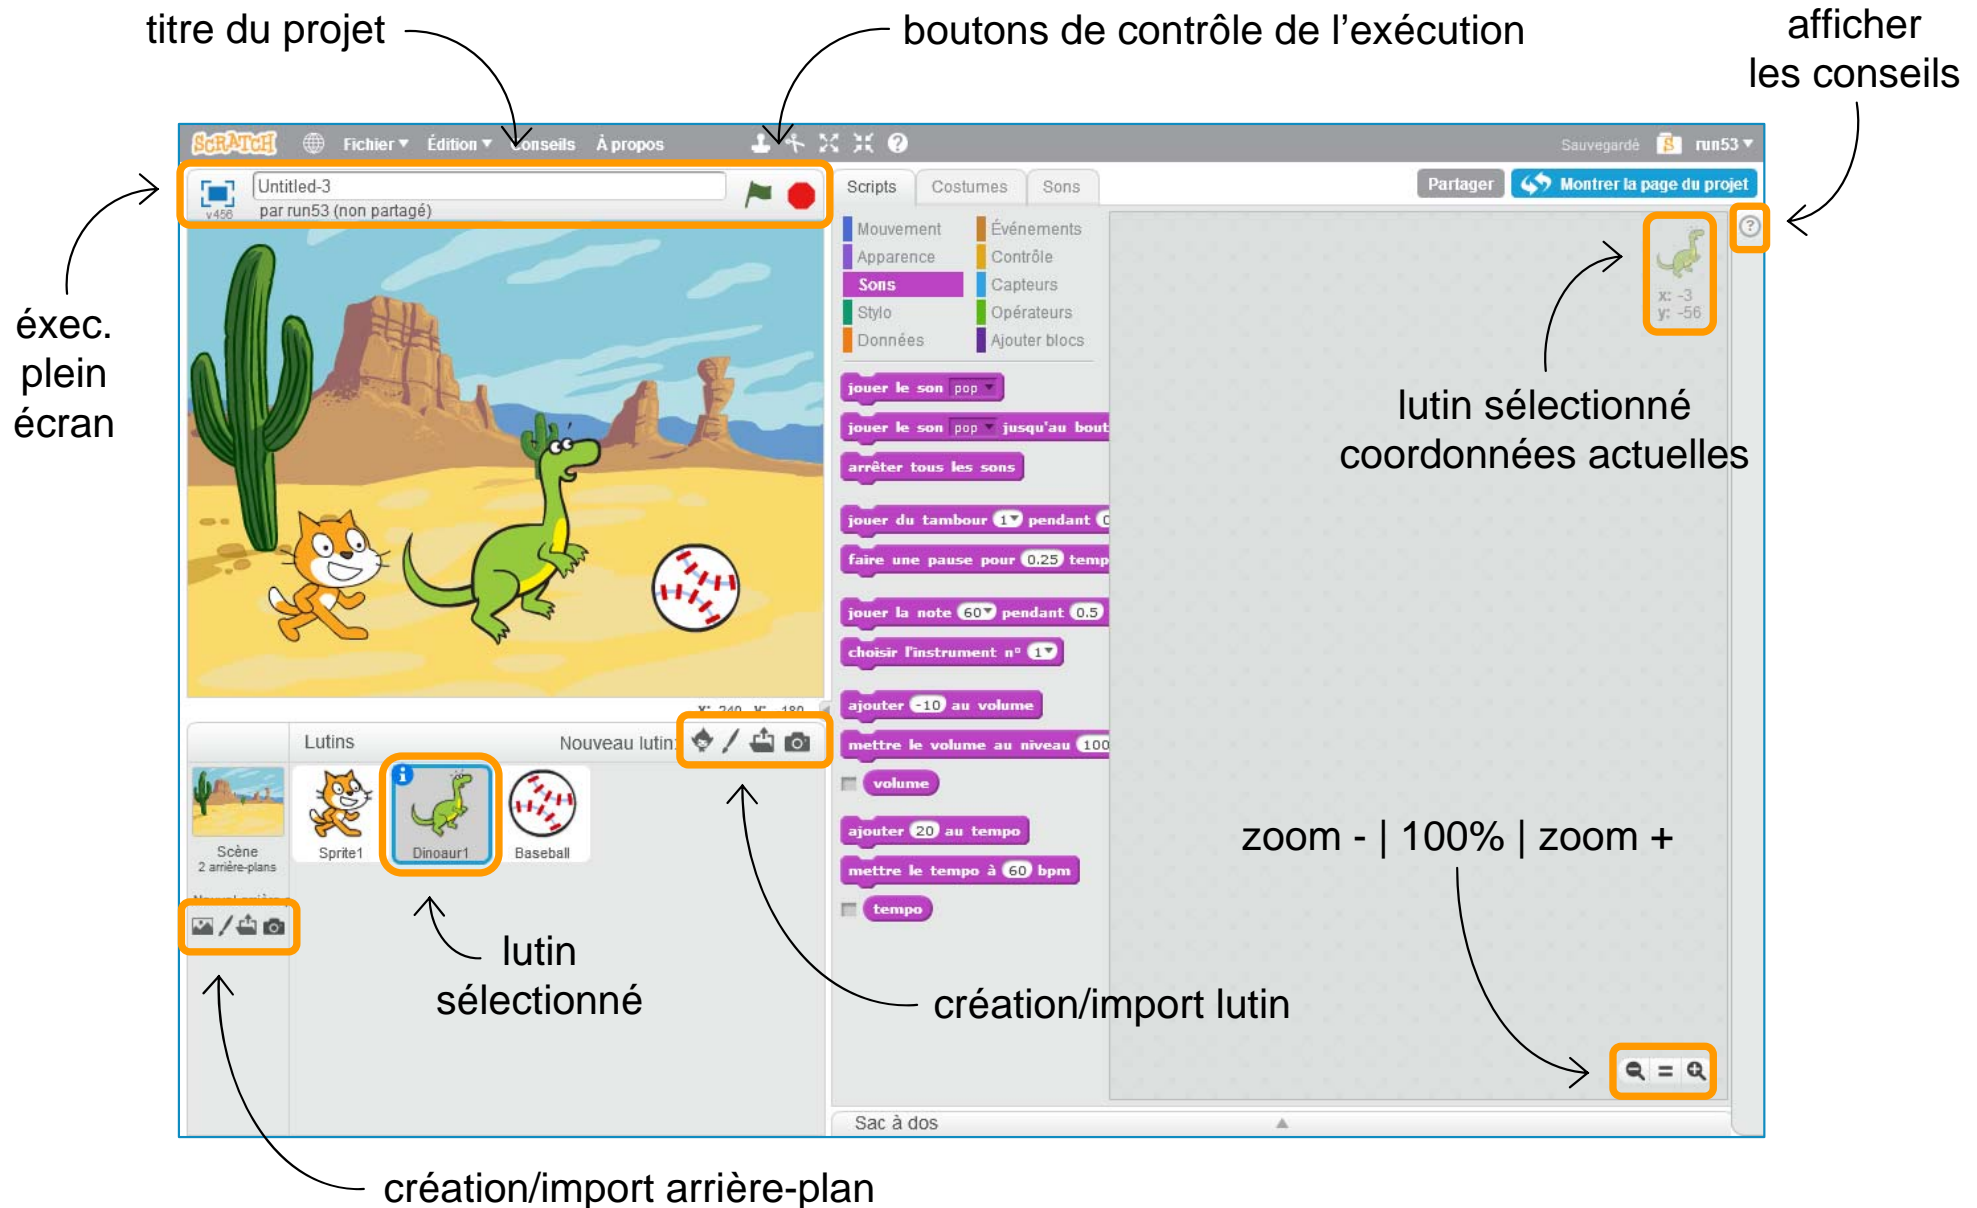 titre du projet
boutons de contrôle de l'exécution
afficher
les conseils
SCRATCH Fichier Édition Conseils À propos Sauvegardé run53
Untitled-3
v456 par run53 (non partagé)
Scripts Costumes Sons
Partager Montrer la page du projet
Mouvement Événements
Apparence Contrôle
Sons Capteurs
Stylo Opérateurs
Données Ajouter blocs
x: -3
y: -56
éxec.
plein
écran
lutin sélectionné
coordonnées actuelles
jouer le son pop
jouer le son pop jusqu'au bout
arrêter tous les sons
jouer du tambour 1 pendant
faire une pause pour 0.25 temp
jouer la note 60 pendant 0.5
choisir l'instrument n° 1
ajouter -10 au volume
mettre le volume au niveau 100
volume
ajouter 20 au tempo
mettre le tempo à 60 bpm
tempo
x: 240 y: -180
Lutins Nouveau lutin:
Scène
2 arrière-plans
Sprite1 Dinoaur1 Baseball
zoom - | 100% | zoom +
lutin
sélectionné
création/import lutin
Sac à dos
création/import arrière-plan